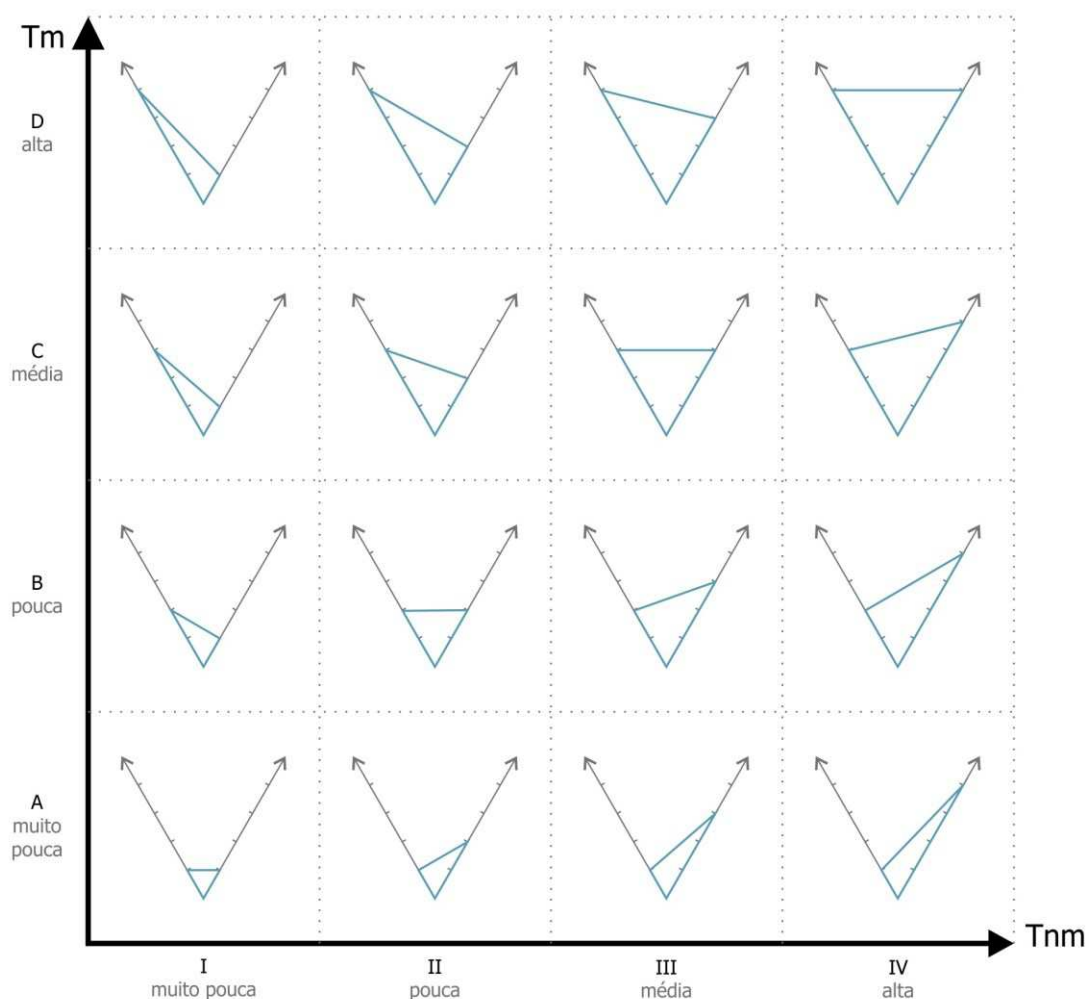 Tm
D
alta
C
média
B
pouca
A
muito
pouca
Tnm
I
II
III
IV
muito pouca
pouca
média
alta